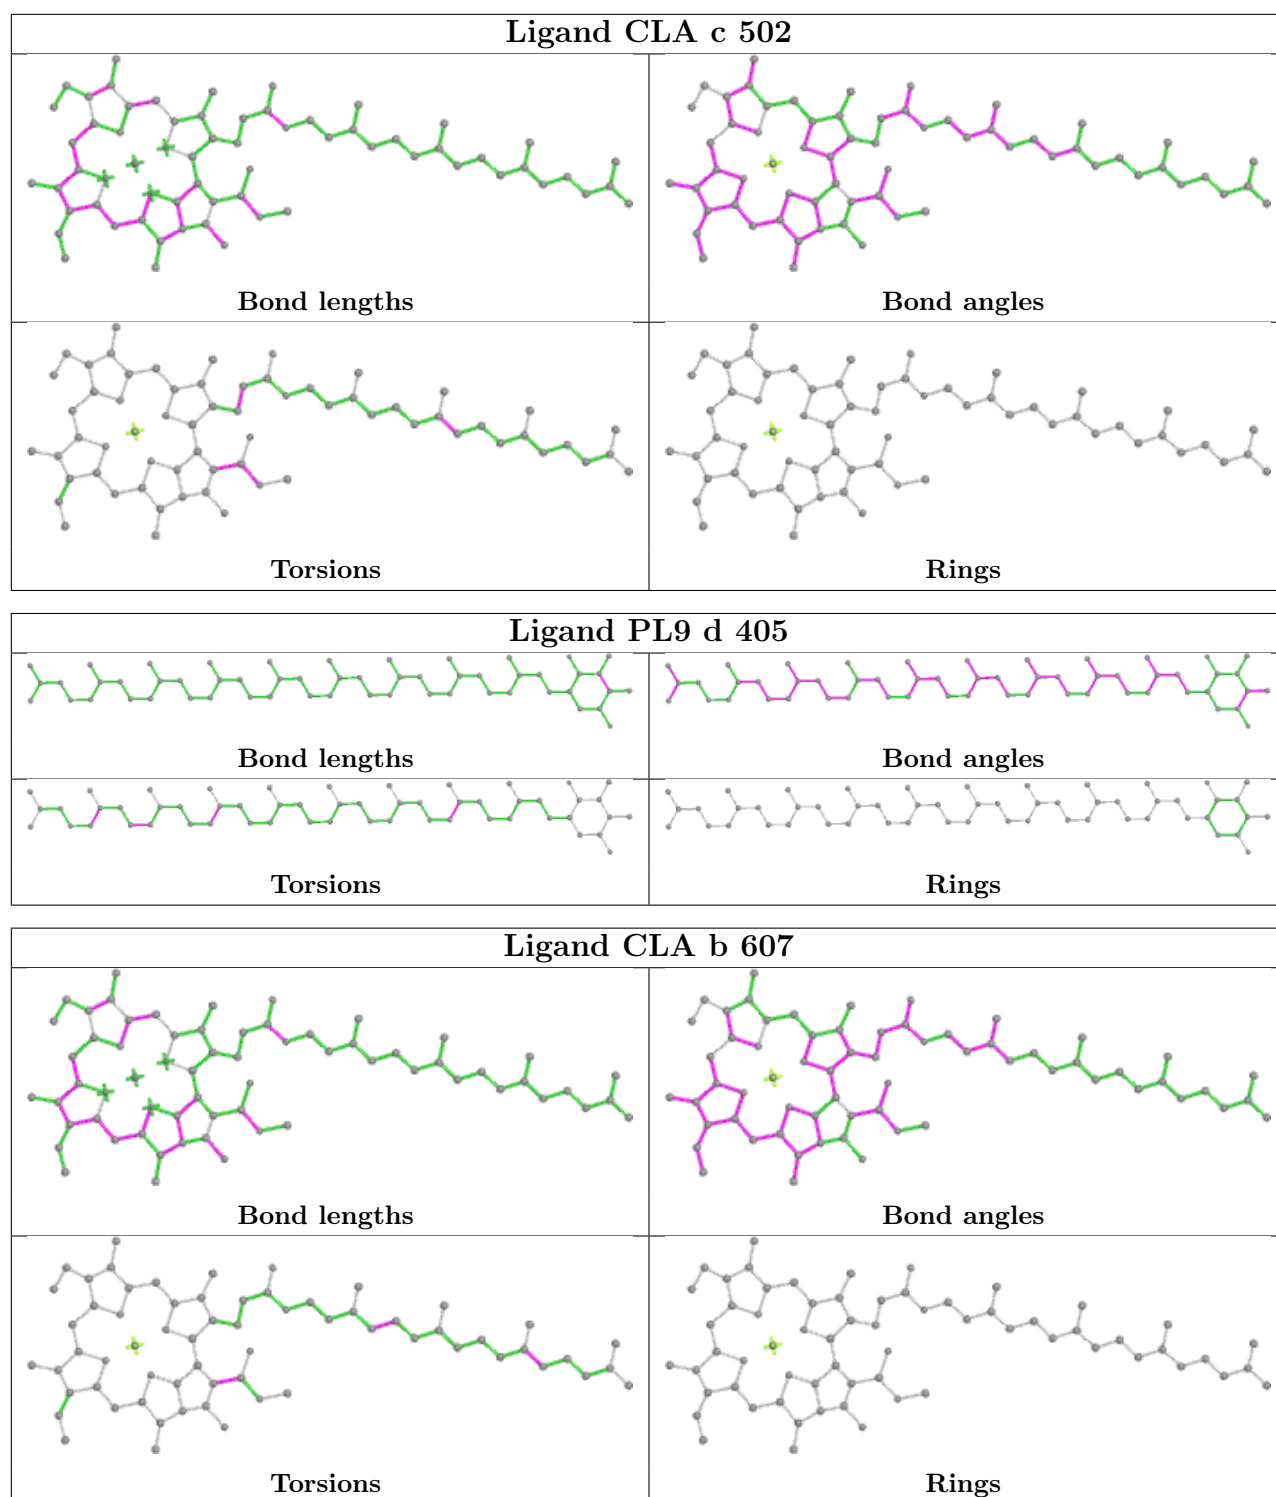 Ligand CLA c 502
Bond lengths
Bond angles
Torsions
Rings
Ligand PL9 d 405
Bond lengths
Bond angles
Torsions
Rings
Ligand CLA b 607
Bond lengths
Bond angles
Torsions
Rings